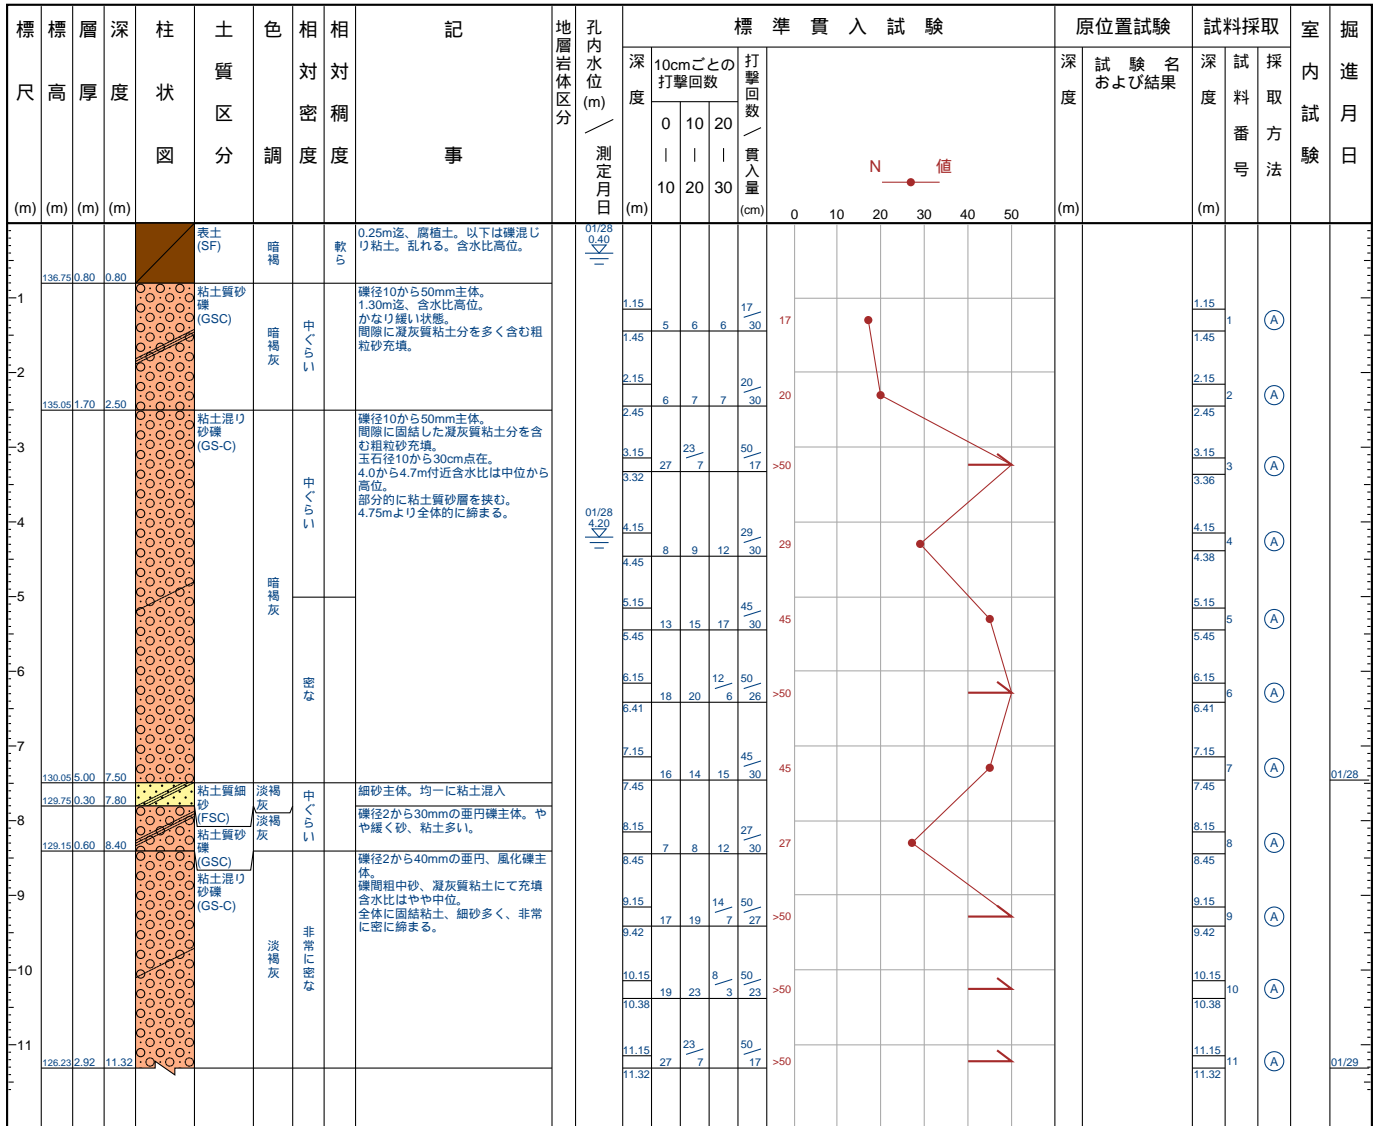 標尺(m)
標高(m)
層厚(m)
深度(m)
柱状図
土質区分
色調
相対密度
相対稠度
記事
地層岩体区分
孔内水位(m)／測定月日
標準貫入試験
深度(m)
10cmごとの打撃回数
0｜10
10｜20
20｜30
打撃回数／貫入量(cm)
N 値
0 10 20 30 40 50
原位置試験
深度(m)
試験名および結果
試料採取
深度(m)
試料番号
採取方法
室内試験
掘進月日
136.75 0.80 0.80
表土
(SF)
暗褐
軟ら
0.25m迄、腐植土。以下は礫混じ
り粘土。乱れる。含水比高位。
01/28
0.40
1
135.05 1.70 2.50
粘土質砂
礫
(GSC)
暗褐灰
中ぐらい
礫径10から50mm主体。
1.30m迄、含水比高位。
かなり緩い状態。
間隙に凝灰質粘土分を多く含む粗
粒砂充填。
1.15 5 6 6 17/30 17 1.15 1 A
1.45 1.45
2
2.15 6 7 7 20/30 20 2.15 2 A
2.45 2.45
130.05 5.00 7.50
粘土混り
砂礫
(GS-C)
暗褐灰
中ぐらい
密な
礫径10から50mm主体。
間隙に固結した凝灰質粘土分を含
む粗粒砂充填。
玉石径10から30cm点在。
4.0から4.7m付近含水比は中位から
高位。
部分的に粘土質砂層を挟む。
4.75mより全体的に締まる。
01/28
4.20
3
3.15 27 23/7 50/17 >50 3.15 3 A
3.32 3.36
4
4.15 8 9 12 29/30 29 4.15 4 A
4.45 4.38
5
5.15 13 15 17 45/30 45 5.15 5 A
5.45 5.45
6
6.15 18 20 12/6 50/26 >50 6.15 6 A
6.41 6.41
7
7.15 16 14 15 45/30 45 7.15 7 A
7.45 7.45
01/28
129.75 0.30 7.80
粘土質細
砂
(FSC)
淡褐
灰
中ぐらい
細砂主体。均一に粘土混入
8
129.15 0.60 8.40
粘土質砂
礫
(GSC)
淡褐
灰
礫径2から30mmの亜円礫主体。や
や緩く砂、粘土多い。
8.15 7 8 12 27/30 27 8.15 8 A
8.45 8.45
126.23 2.92 11.32
粘土混り
砂礫
(GS-C)
淡褐灰
非常に密な
礫径2から40mmの亜円、風化礫主
体。
礫間粗中砂、凝灰質粘土にて充填
含水比はやや中位。
全体に固結粘土、細砂多く、非常
に密に締まる。
9
9.15 17 19 14/7 50/27 >50 9.15 9 A
9.42 9.42
10
10.15 19 23 8/3 50/23 >50 10.15 10 A
10.38 10.38
11
11.15 27 23/7 50/17 >50 11.15 11 A
11.32 11.32
01/29